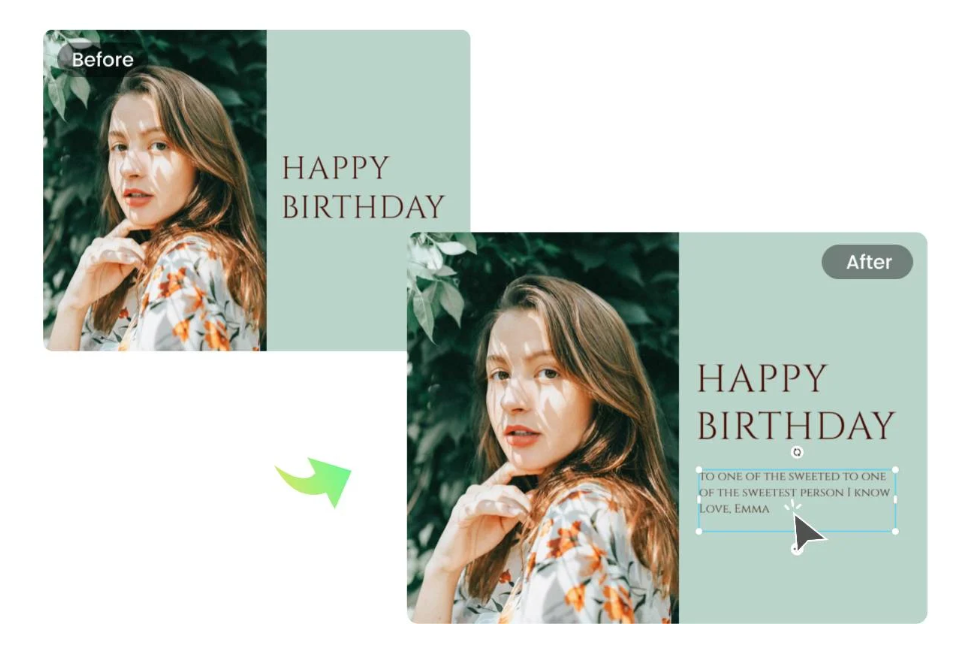 Before
HAPPY
BIRTHDAY
After
HAPPY
BIRTHDAY
TO ONE OF THE SWEETED TO ONE
OF THE SWEETEST PERSON I KNOW
LOVE, EMMA